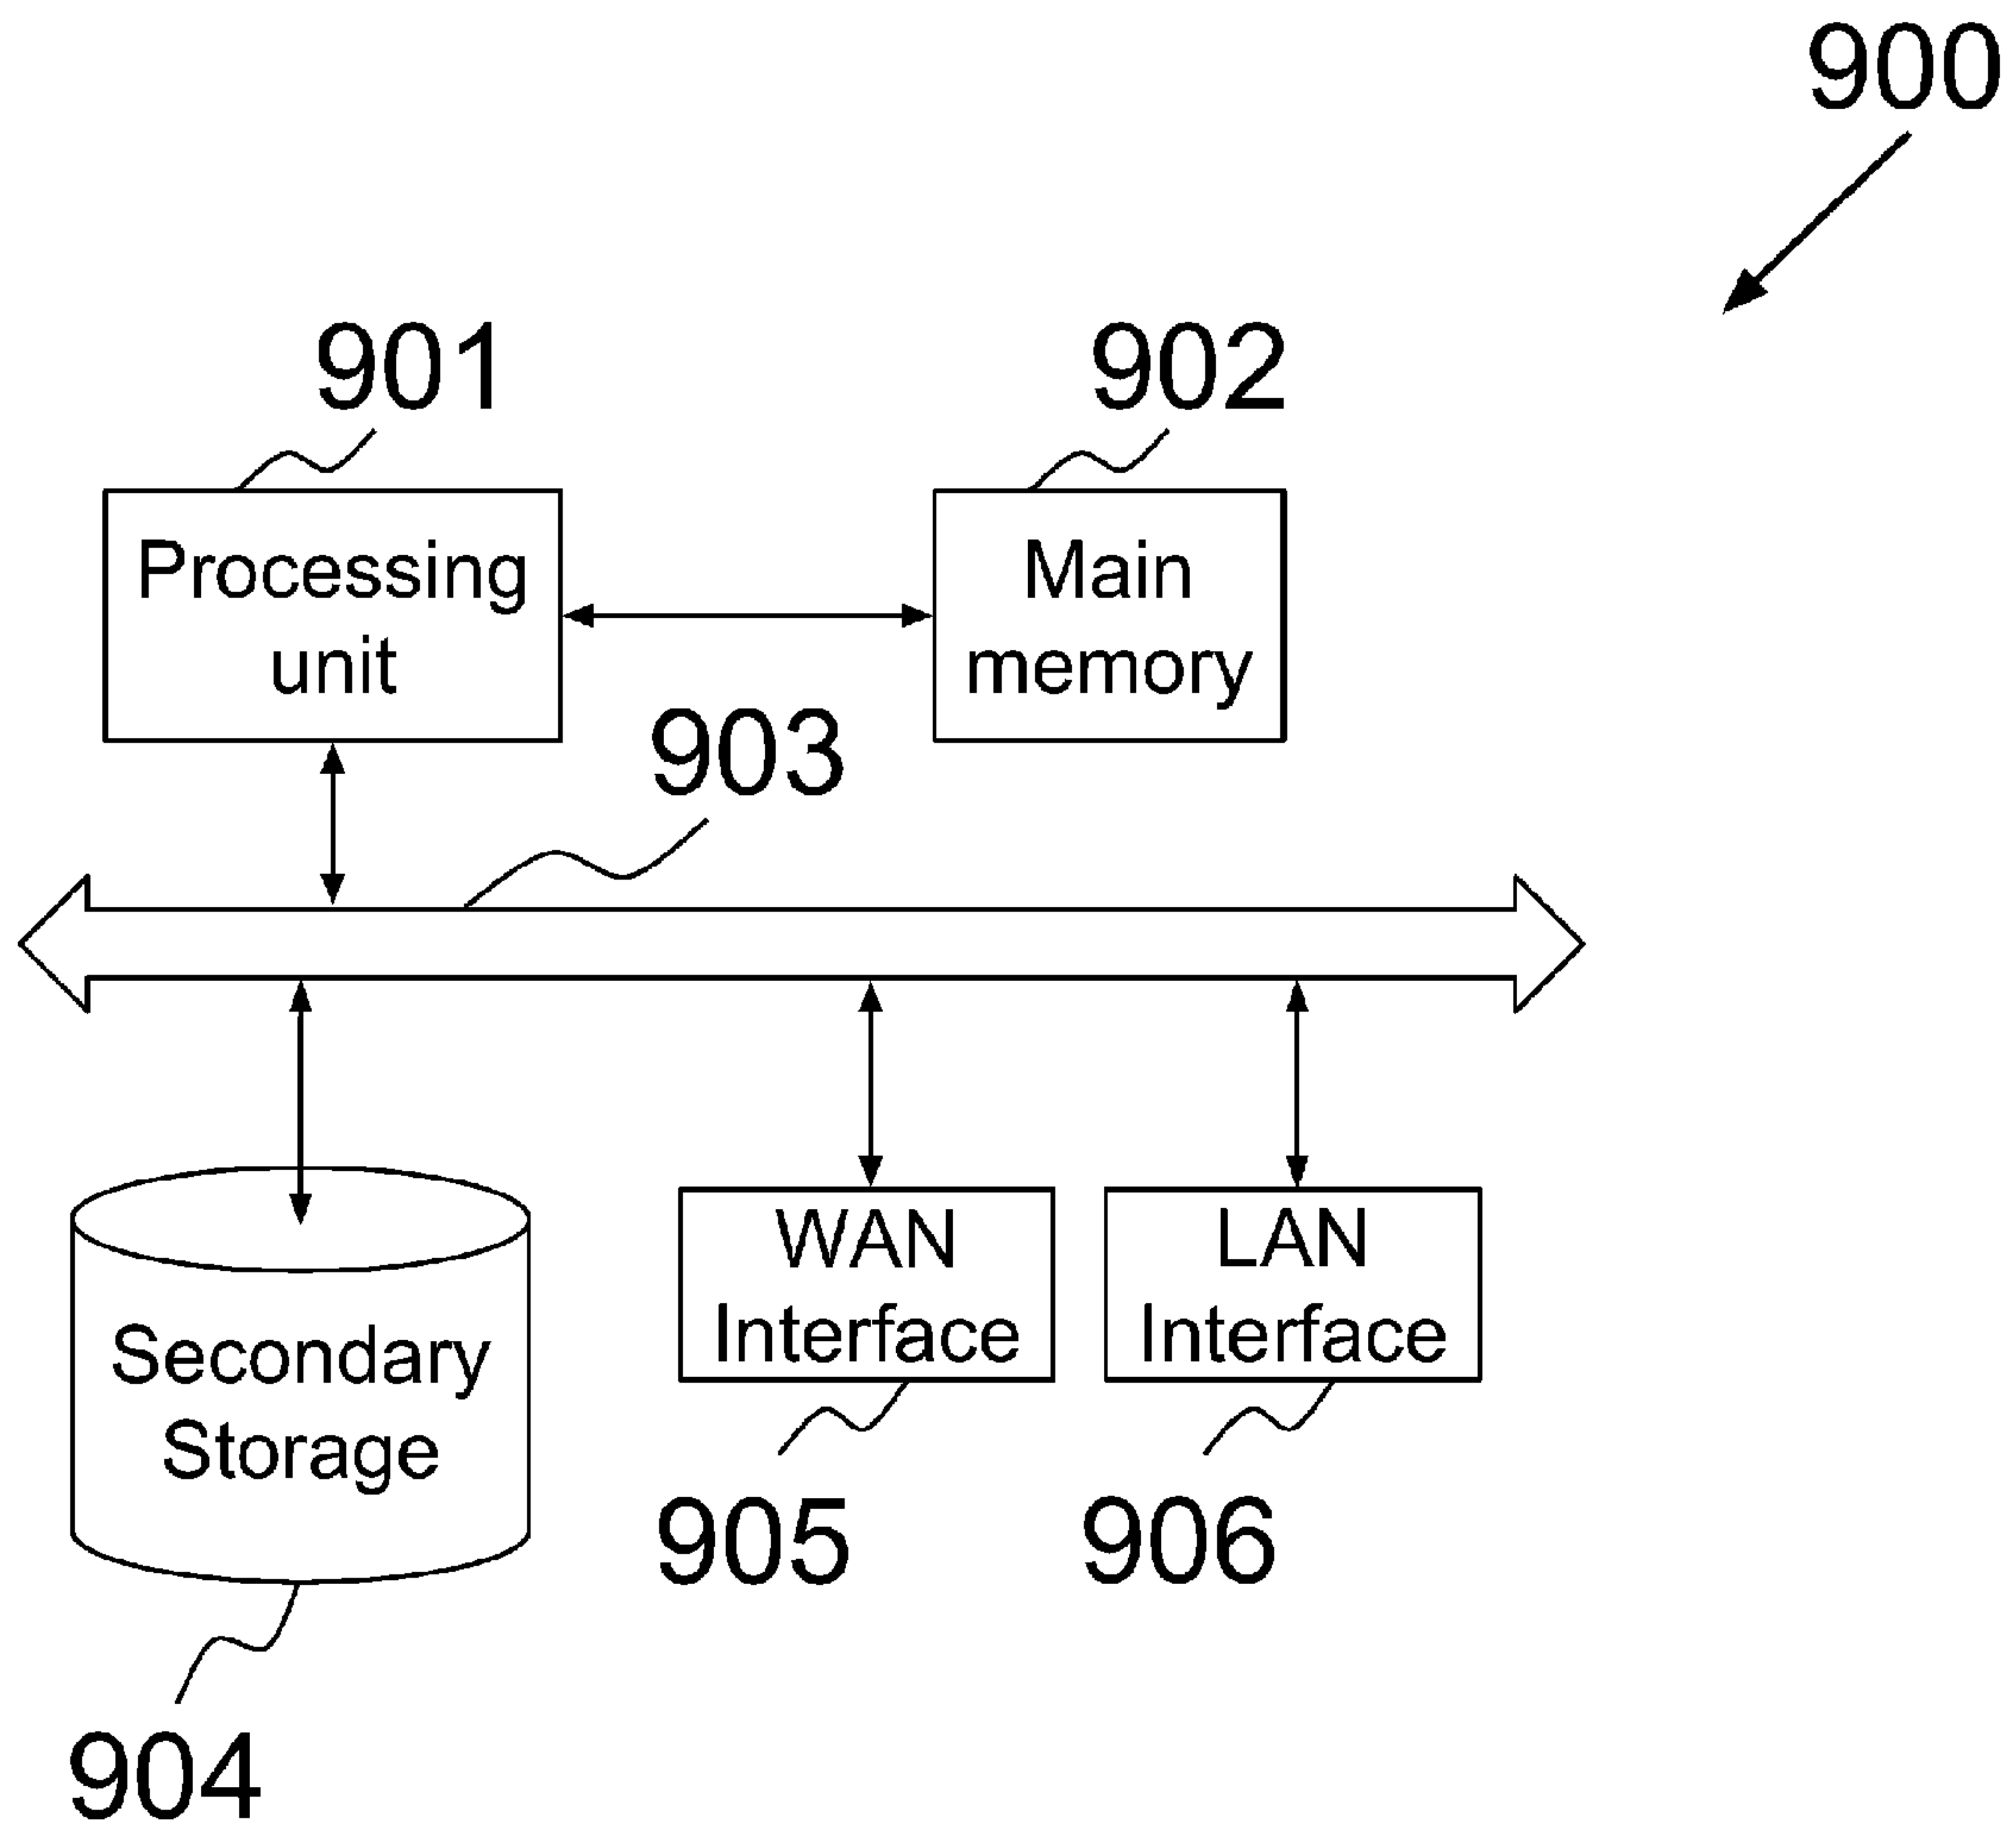 900
901
902
Processing
unit
Main
memory
903
Secondary
Storage
WAN
Interface
LAN
Interface
905
906
904